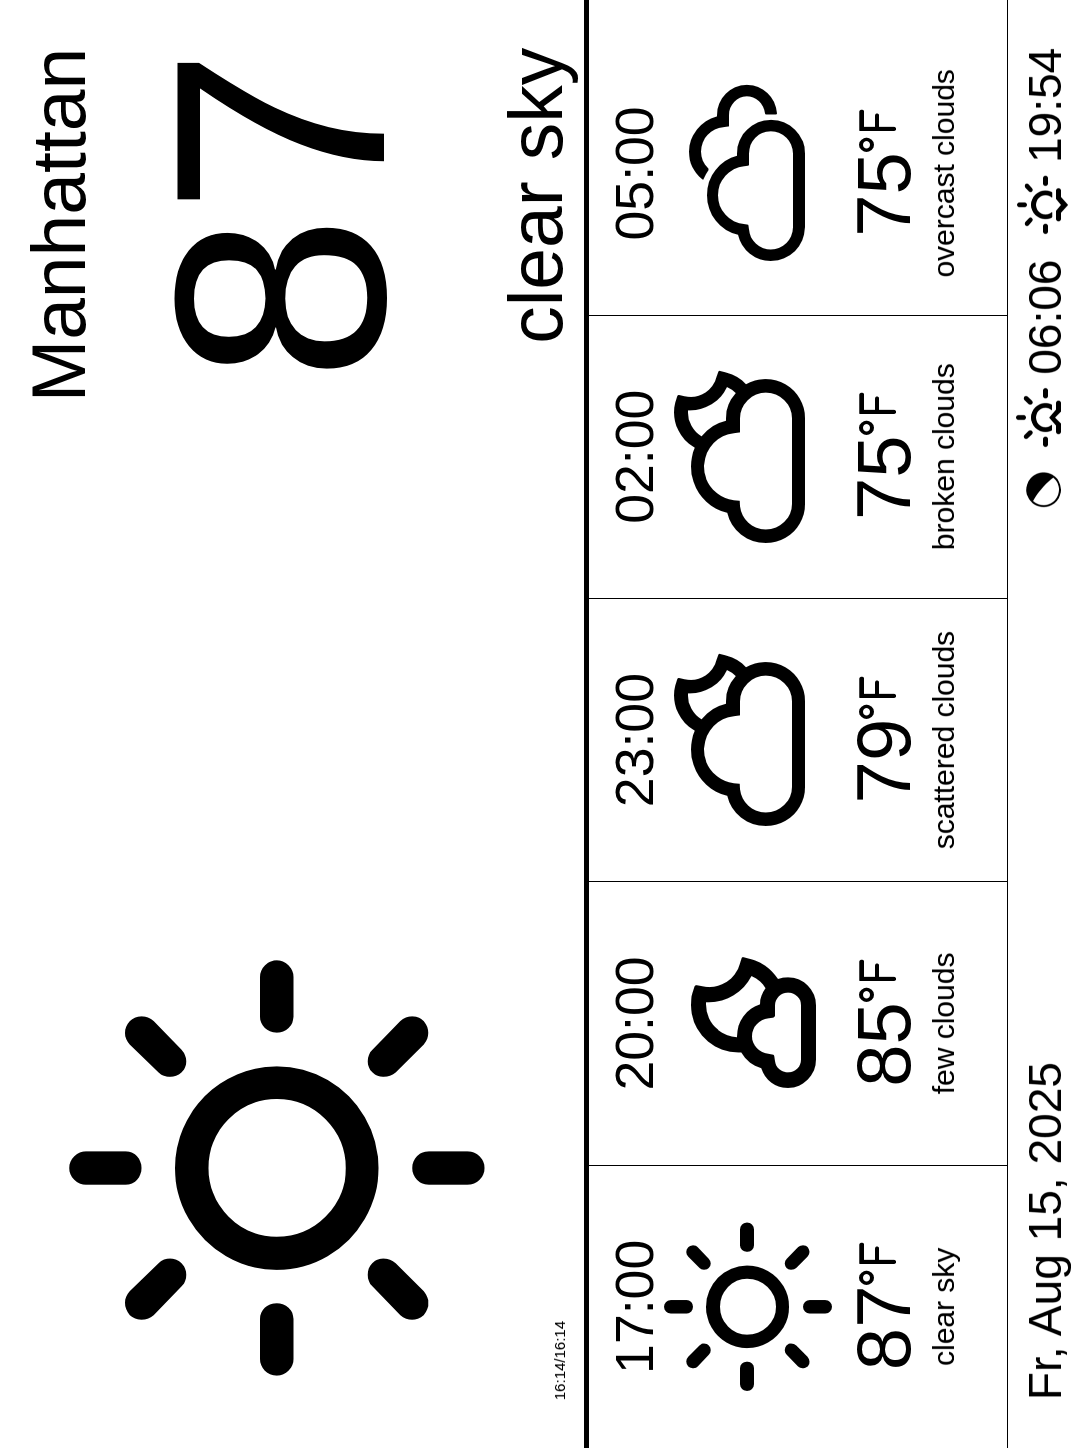 Manhattan
87
clear sky
16:14/16:14
17:00
87°F
clear sky
20:00
85°F
few clouds
23:00
79°F
scattered clouds
02:00
75°F
broken clouds
05:00
75°F
overcast clouds
Fr, Aug 15, 2025
06:06
19:54